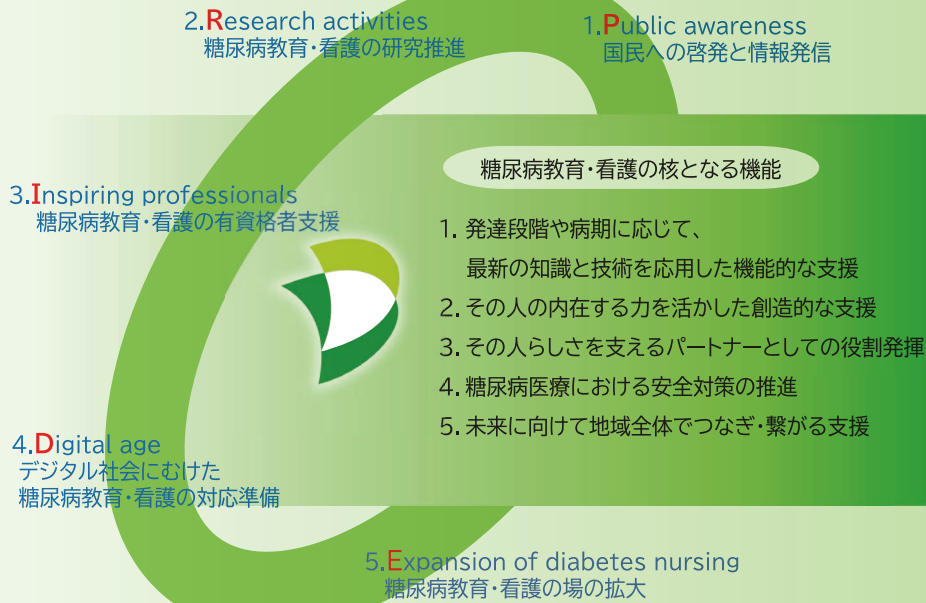 1.Public awareness
国民への啓発と情報発信
2.Research activities
糖尿病教育・看護の研究推進
3.Inspiring professionals
糖尿病教育・看護の有資格者支援
4.Digital age
デジタル社会にむけた
糖尿病教育・看護の対応準備
5.Expansion of diabetes nursing
糖尿病教育・看護の場の拡大
糖尿病教育・看護の核となる機能
1. 発達段階や病期に応じて、
最新の知識と技術を応用した機能的な支援
2. その人の内在する力を活かした創造的な支援
3. その人らしさを支えるパートナーとしての役割発揮
4. 糖尿病医療における安全対策の推進
5. 未来に向けて地域全体でつなぎ・繋がる支援